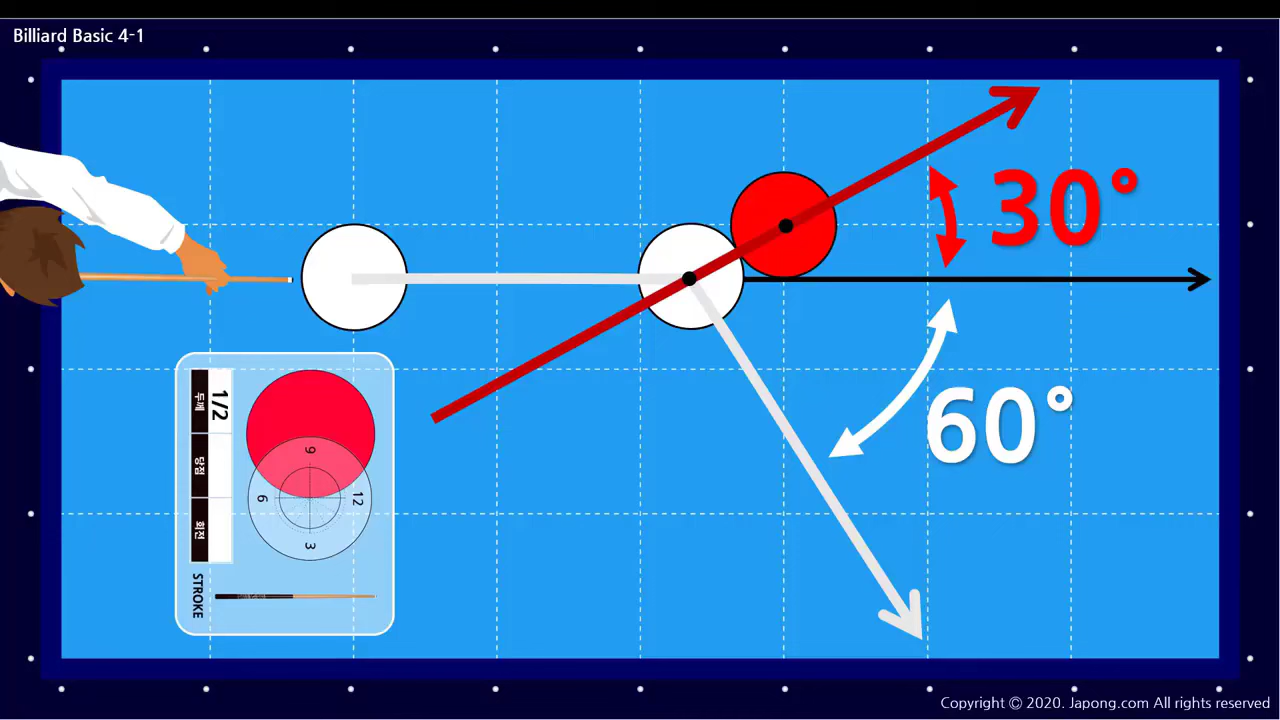 Billiard Basic 4-1
30°
60°
1/2
두께
당점
회전
9
6
12
3
STROKE
Copyright © 2020. Japong.com All rights reserved